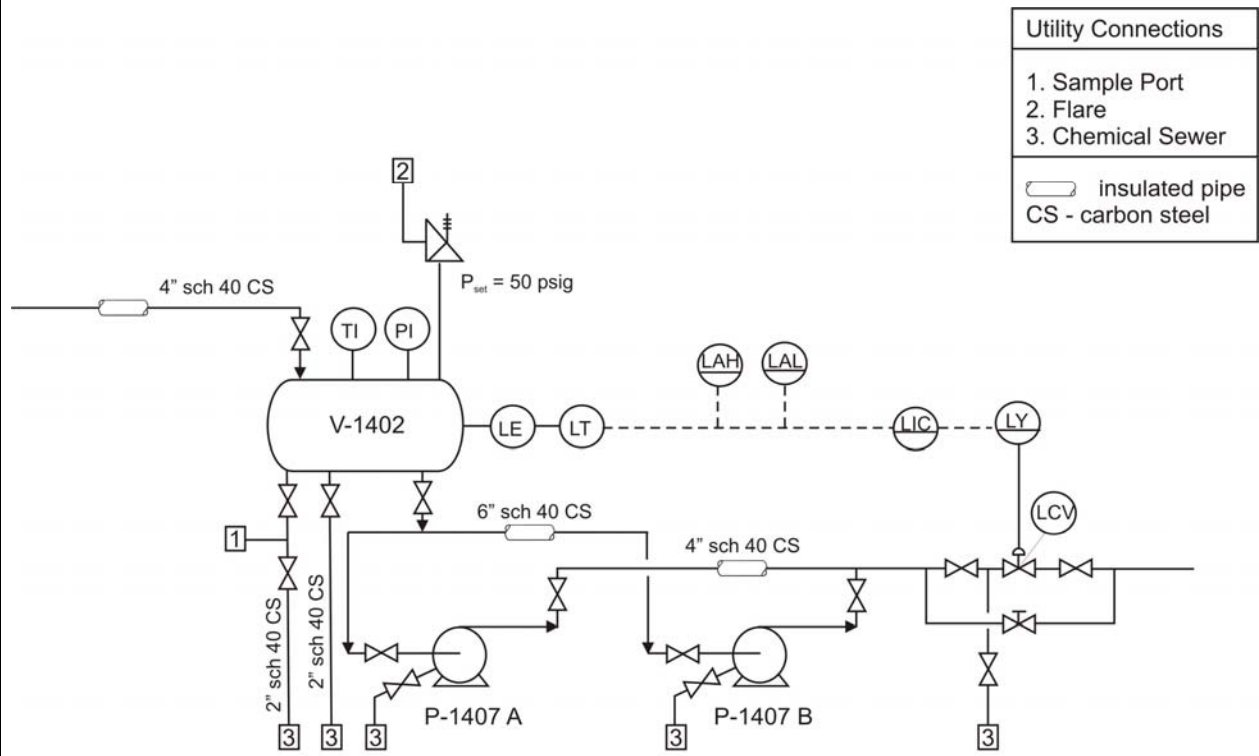 Utility Connections
1. Sample Port
2. Flare
3. Chemical Sewer
insulated pipe
CS - carbon steel
2
4” sch 40 CS
Pset = 50 psig
TI
PI
LAH
LAL
V-1402
LE
LT
LIC
LY
6” sch 40 CS
LCV
1
4” sch 40 CS
2” sch 40 CS
2” sch 40 CS
P-1407 A
P-1407 B
3
3
3
3
3